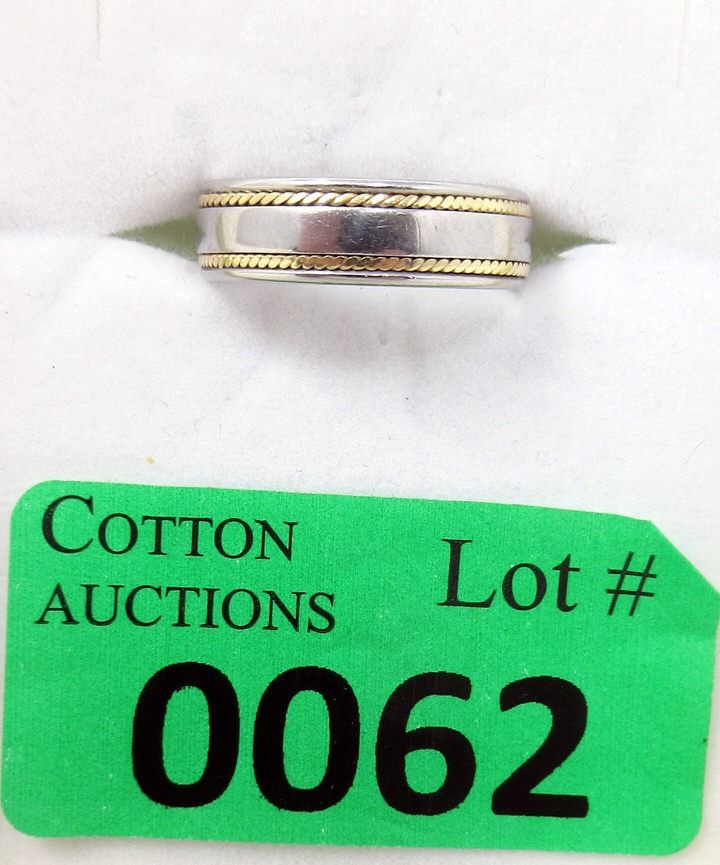 COTTON
AUCTIONS
Lot #
0062